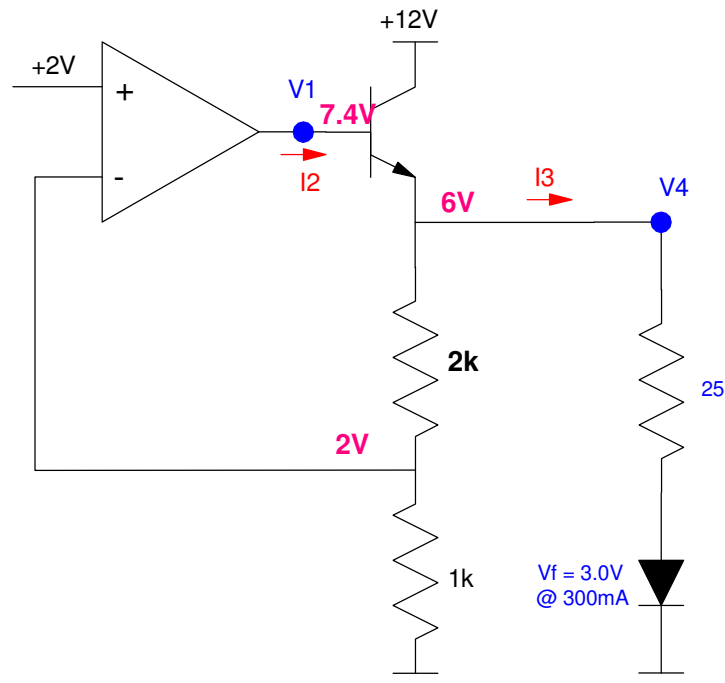 +12V
+2V
+
V1
7.4V
-
I2
I3
V4
6V
2k
25
2V
1k
Vf = 3.0V
@ 300mA